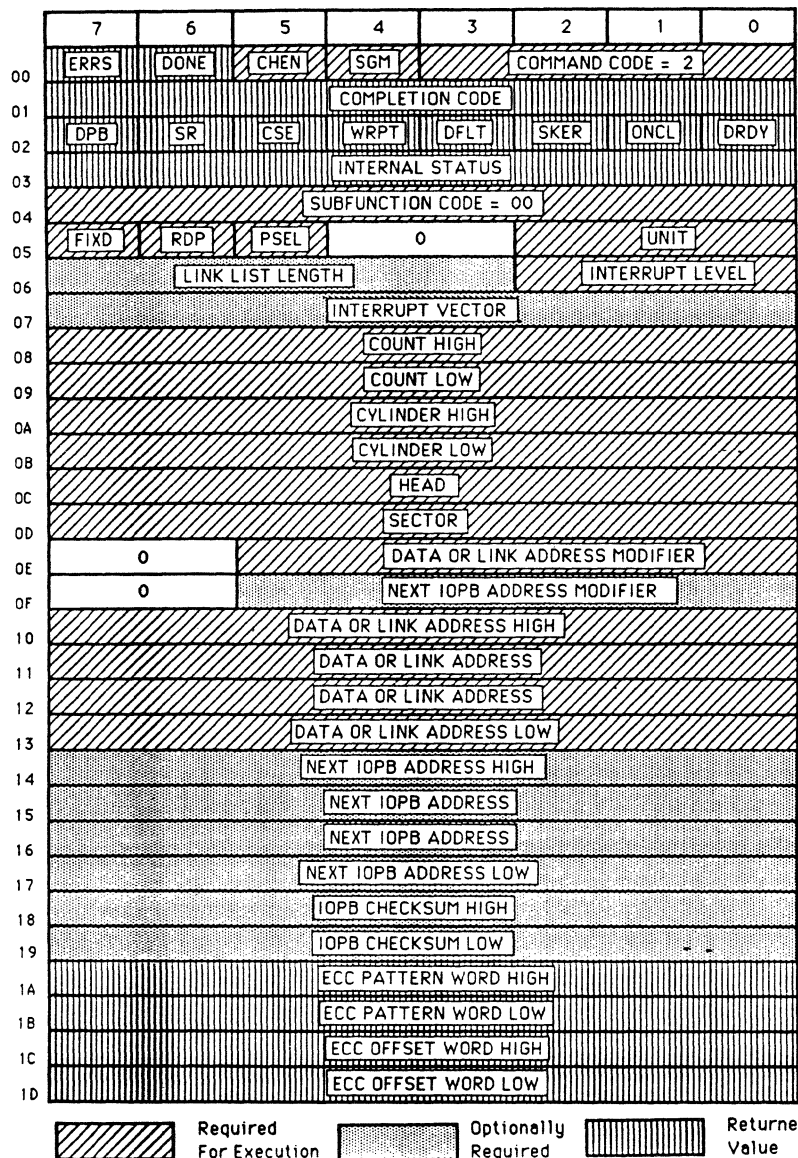 7 6 5 4 3 2 1 0
ERRS DONE CHEN SGM COMMAND CODE = 2
00
COMPLETION CODE
01
DPB SR CSE WRPT DFLT SKER ONCL DRDY
02
INTERNAL STATUS
03
SUBFUNCTION CODE = 00
04
FIXD RDP PSEL 0 UNIT
05
LINK LIST LENGTH INTERRUPT LEVEL
06
INTERRUPT VECTOR
07
COUNT HIGH
08
COUNT LOW
09
CYLINDER HIGH
0A
CYLINDER LOW
0B
HEAD
0C
SECTOR
0D
0 DATA OR LINK ADDRESS MODIFIER
0E
0 NEXT IOPB ADDRESS MODIFIER
0F
DATA OR LINK ADDRESS HIGH
10
DATA OR LINK ADDRESS
11
DATA OR LINK ADDRESS
12
DATA OR LINK ADDRESS LOW
13
NEXT IOPB ADDRESS HIGH
14
NEXT IOPB ADDRESS
15
NEXT IOPB ADDRESS
16
NEXT IOPB ADDRESS LOW
17
IOPB CHECKSUM HIGH
18
IOPB CHECKSUM LOW
19
ECC PATTERN WORD HIGH
1A
ECC PATTERN WORD LOW
1B
ECC OFFSET WORD HIGH
1C
ECC OFFSET WORD LOW
1D
Required Optionally Returne
For Execution Required Value